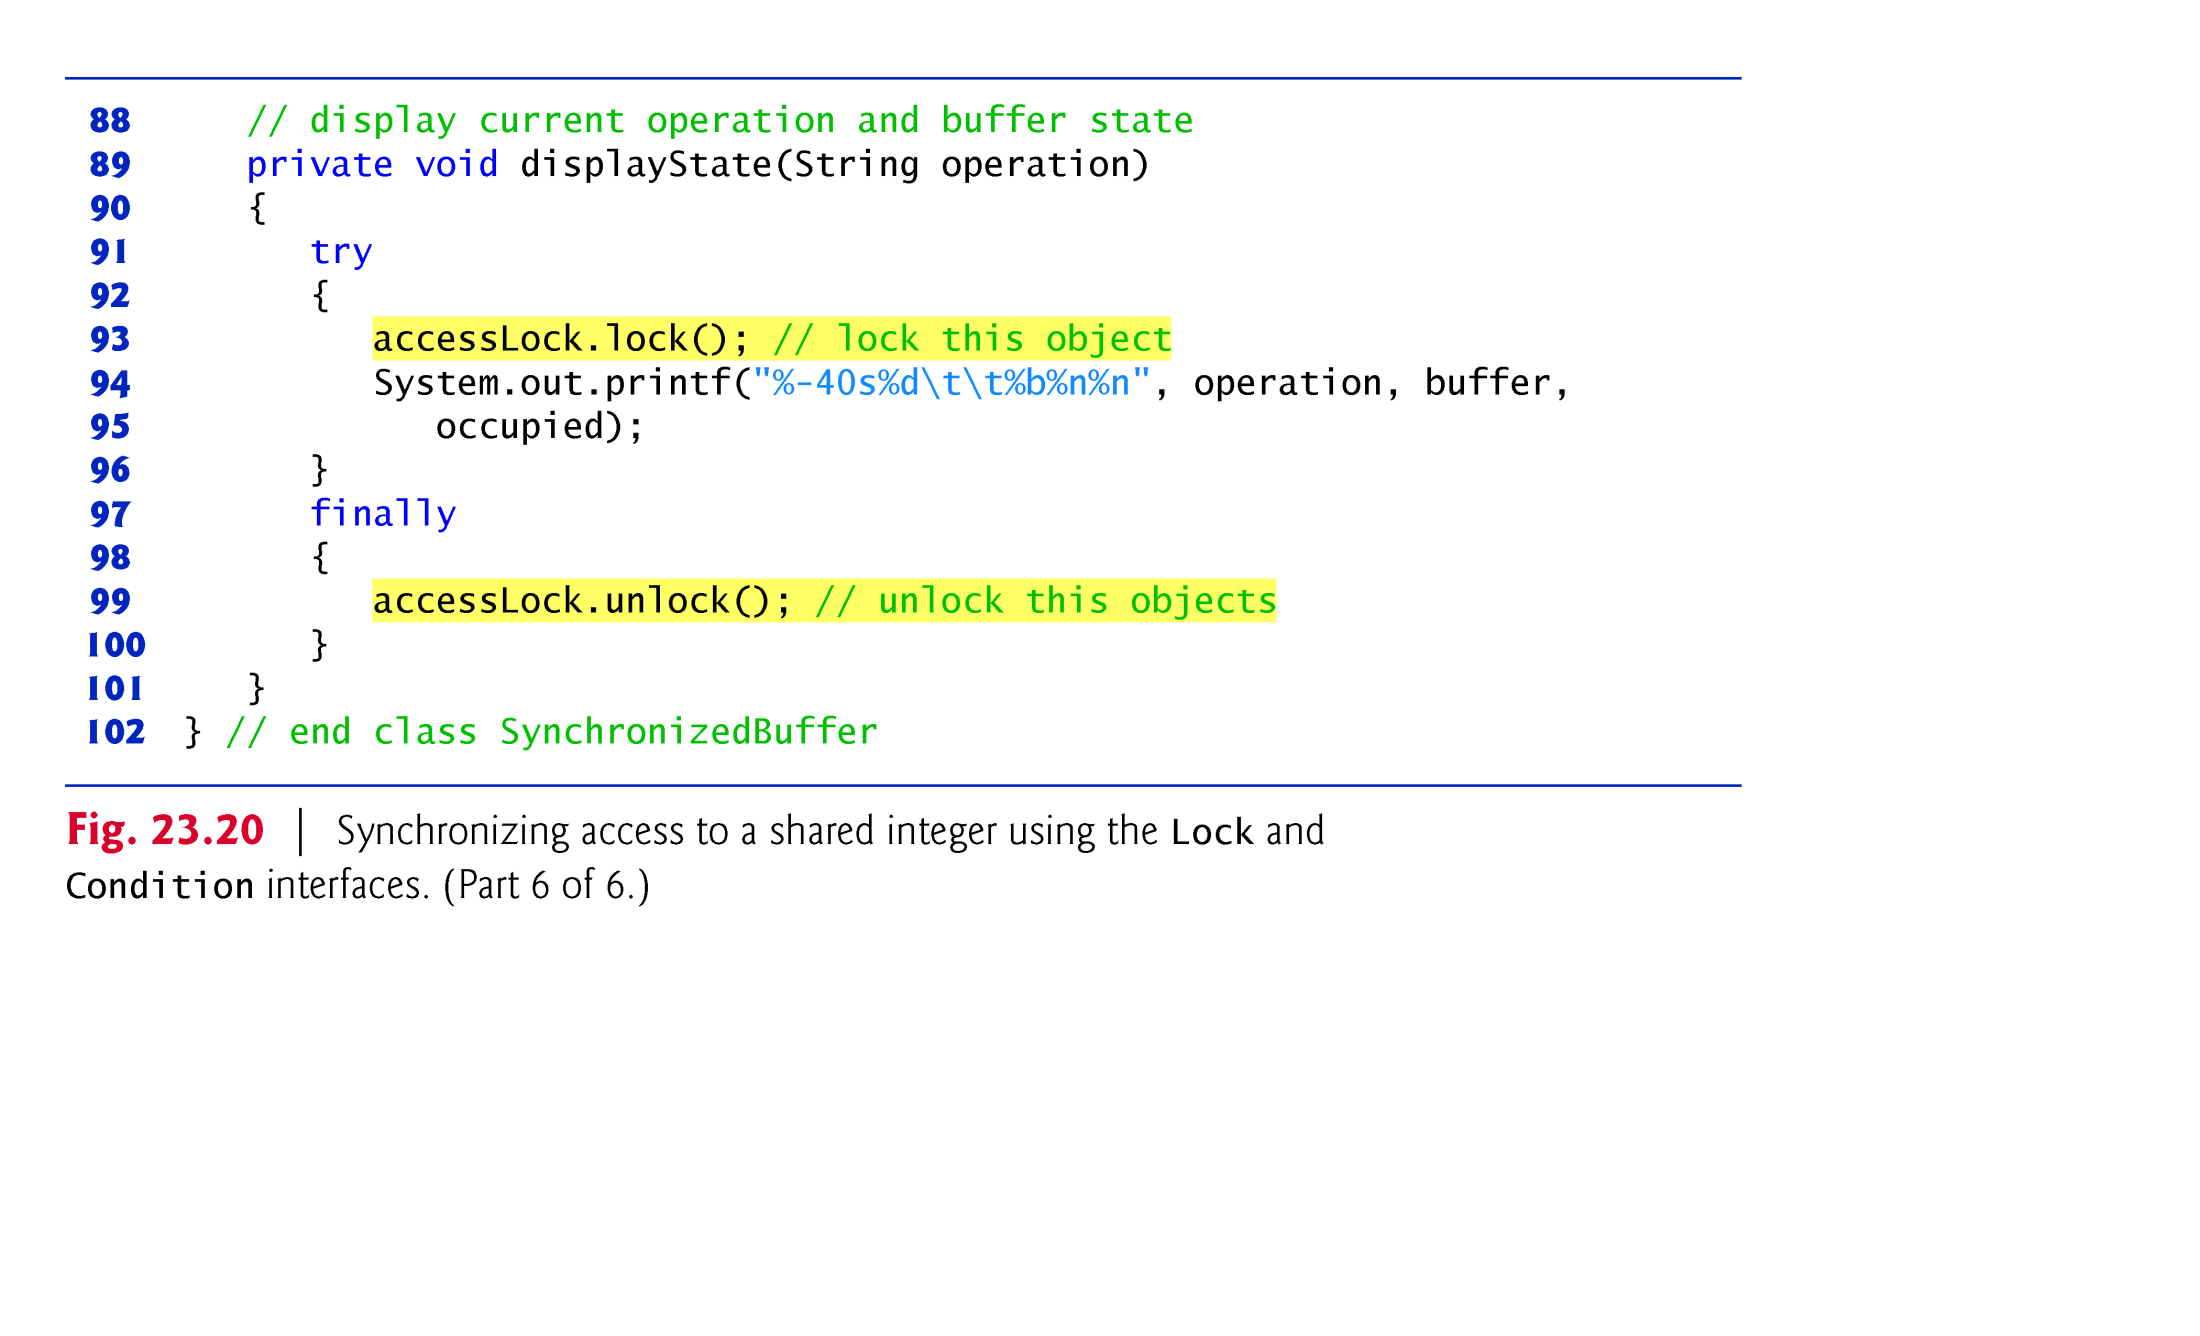 88 // display current operation and buffer state
89 private void displayState(String operation)
90 {
91 try
92 {
93 accessLock.lock(); // lock this object
94 System.out.printf("%-40s%d\t\t%b%n%n", operation, buffer,
95 occupied);
96 }
97 finally
98 {
99 accessLock.unlock(); // unlock this objects
100 }
101 }
102 } // end class SynchronizedBuffer
Fig. 23.20 | Synchronizing access to a shared integer using the Lock and
Condition interfaces. (Part 6 of 6.)